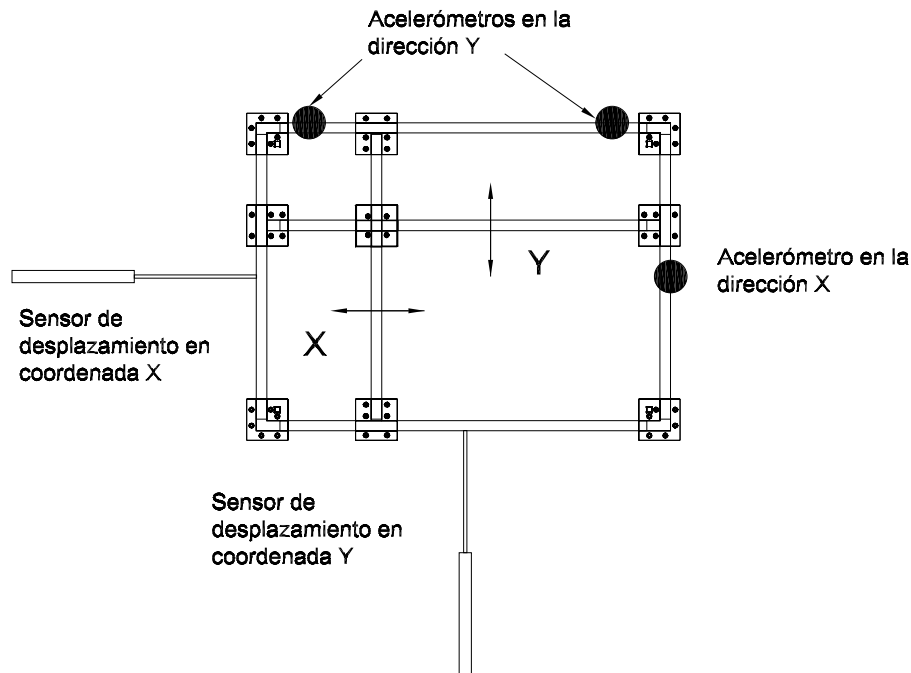 Acelerómetros en la
dirección Y
Y
Acelerómetro en la
dirección X
Sensor de
desplazamiento en
coordenada X
X
Sensor de
desplazamiento en
coordenada Y